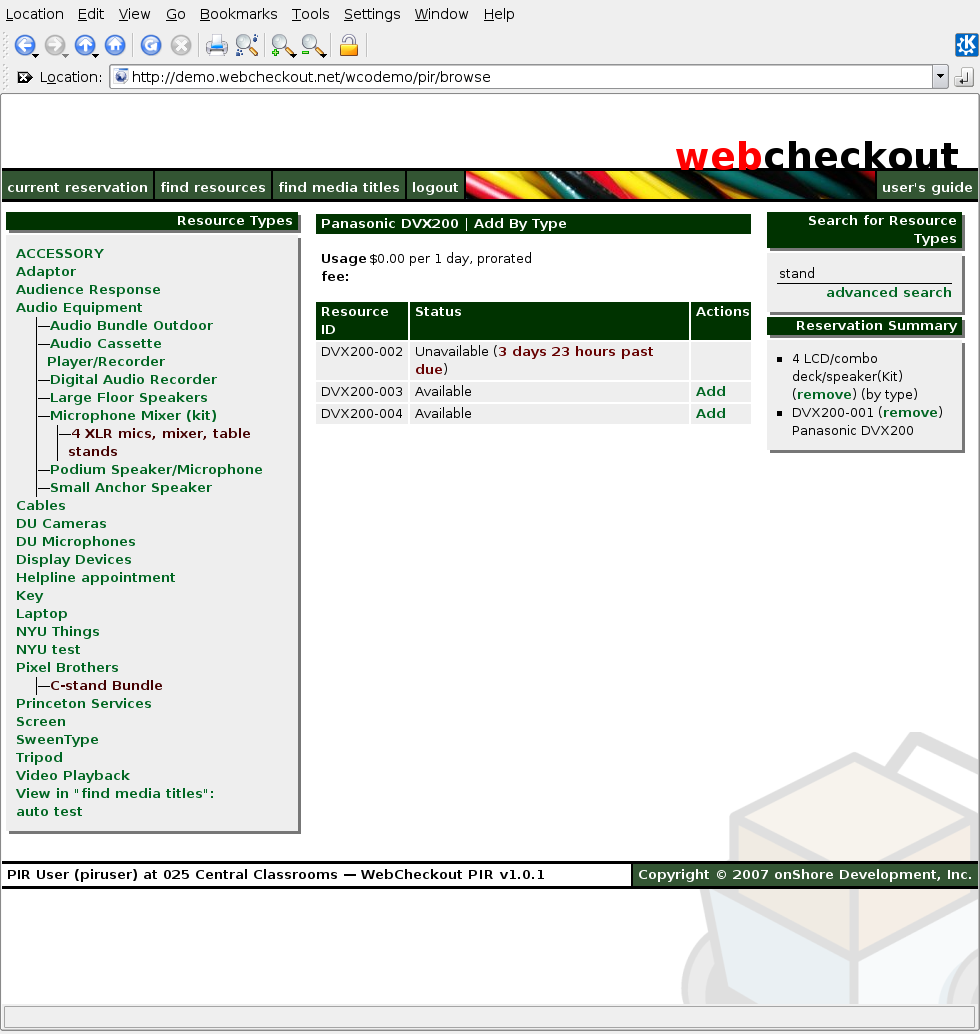 Location Edit View Go Bookmarks Tools Settings Window Help
Location: http://demo.webcheckout.net/wcodemo/pir/browse
webcheckout
current reservation find resources find media titles logout user's guide
Resource Types
ACCESSORY
Adaptor
Audience Response
Audio Equipment
Audio Bundle Outdoor
Audio Cassette
Player/Recorder
Digital Audio Recorder
Large Floor Speakers
Microphone Mixer (kit)
4 XLR mics, mixer, table
stands
Podium Speaker/Microphone
Small Anchor Speaker
Cables
DU Cameras
DU Microphones
Display Devices
Helpline appointment
Key
Laptop
NYU Things
NYU test
Pixel Brothers
C-stand Bundle
Princeton Services
Screen
SweenType
Tripod
Video Playback
View in "find media titles":
auto test
Panasonic DVX200 | Add By Type
Usage $0.00 per 1 day, prorated
fee:
Resource Status Actions
ID
DVX200-002 Unavailable (3 days 23 hours past
due)
DVX200-003 Available Add
DVX200-004 Available Add
Search for Resource
Types
stand
advanced search
Reservation Summary
4 LCD/combo
deck/speaker(Kit)
(remove) (by type)
DVX200-001 (remove)
Panasonic DVX200
PIR User (piruser) at 025 Central Classrooms — WebCheckout PIR v1.0.1 Copyright © 2007 onShore Development, Inc.